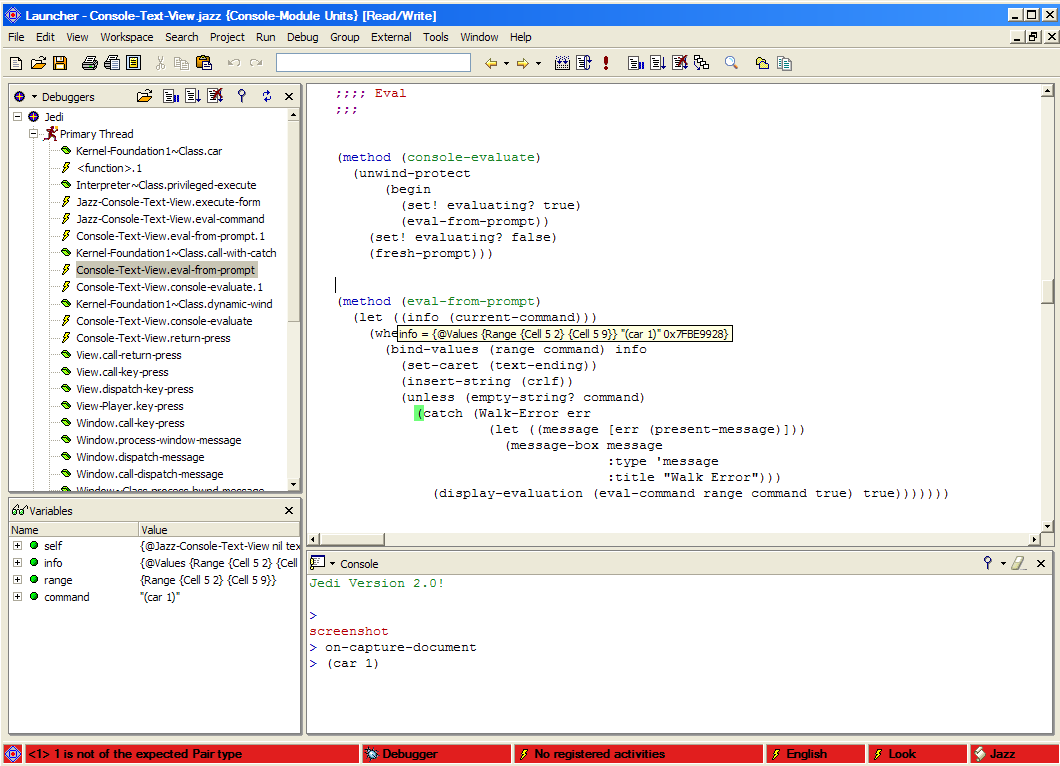 Launcher - Console-Text-View.jazz {Console-Module Units} [Read/Write]
File Edit View Workspace Search Project Run Debug Group External Tools Window Help
Debuggers
Jedi
Primary Thread
Kernel-Foundation1~Class.car
<function>.1
Interpreter~Class.privileged-execute
Jazz-Console-Text-View.execute-form
Jazz-Console-Text-View.eval-command
Console-Text-View.eval-from-prompt.1
Kernel-Foundation1~Class.call-with-catch
Console-Text-View.eval-from-prompt
Console-Text-View.console-evaluate.1
Kernel-Foundation1~Class.dynamic-wind
Console-Text-View.console-evaluate
Console-Text-View.return-press
View.call-return-press
View.call-key-press
View.dispatch-key-press
View-Player.key-press
Window.call-key-press
Window.process-window-message
Window.dispatch-message
Window.call-dispatch-message
Window~Class.process-hwnd-message
Variables
Name Value
self {@Jazz-Console-Text-View nil tex
info {@Values {Range {Cell 5 2} {Cell
range {Range {Cell 5 2} {Cell 5 9}}
command "(car 1)"
;;;; Eval
;;;
(method (console-evaluate)
(unwind-protect
(begin
(set! evaluating? true)
(eval-from-prompt))
(set! evaluating? false)
(fresh-prompt)))
(method (eval-from-prompt)
(let ((info (current-command)))
(whe
info = {@Values {Range {Cell 5 2} {Cell 5 9}} "(car 1)" 0x7FBE9928}
(bind-values (range command) info
(set-caret (text-ending))
(insert-string (crlf))
(unless (empty-string? command)
(catch (Walk-Error err
(let ((message [err (present-message)]))
(message-box message
:type 'message
:title "Walk Error")))
(display-evaluation (eval-command range command true) true)))))))
Console
Jedi Version 2.0!
>
screenshot
> on-capture-document
> (car 1)
<1> 1 is not of the expected Pair type
Debugger
No registered activities
English
Look
Jazz